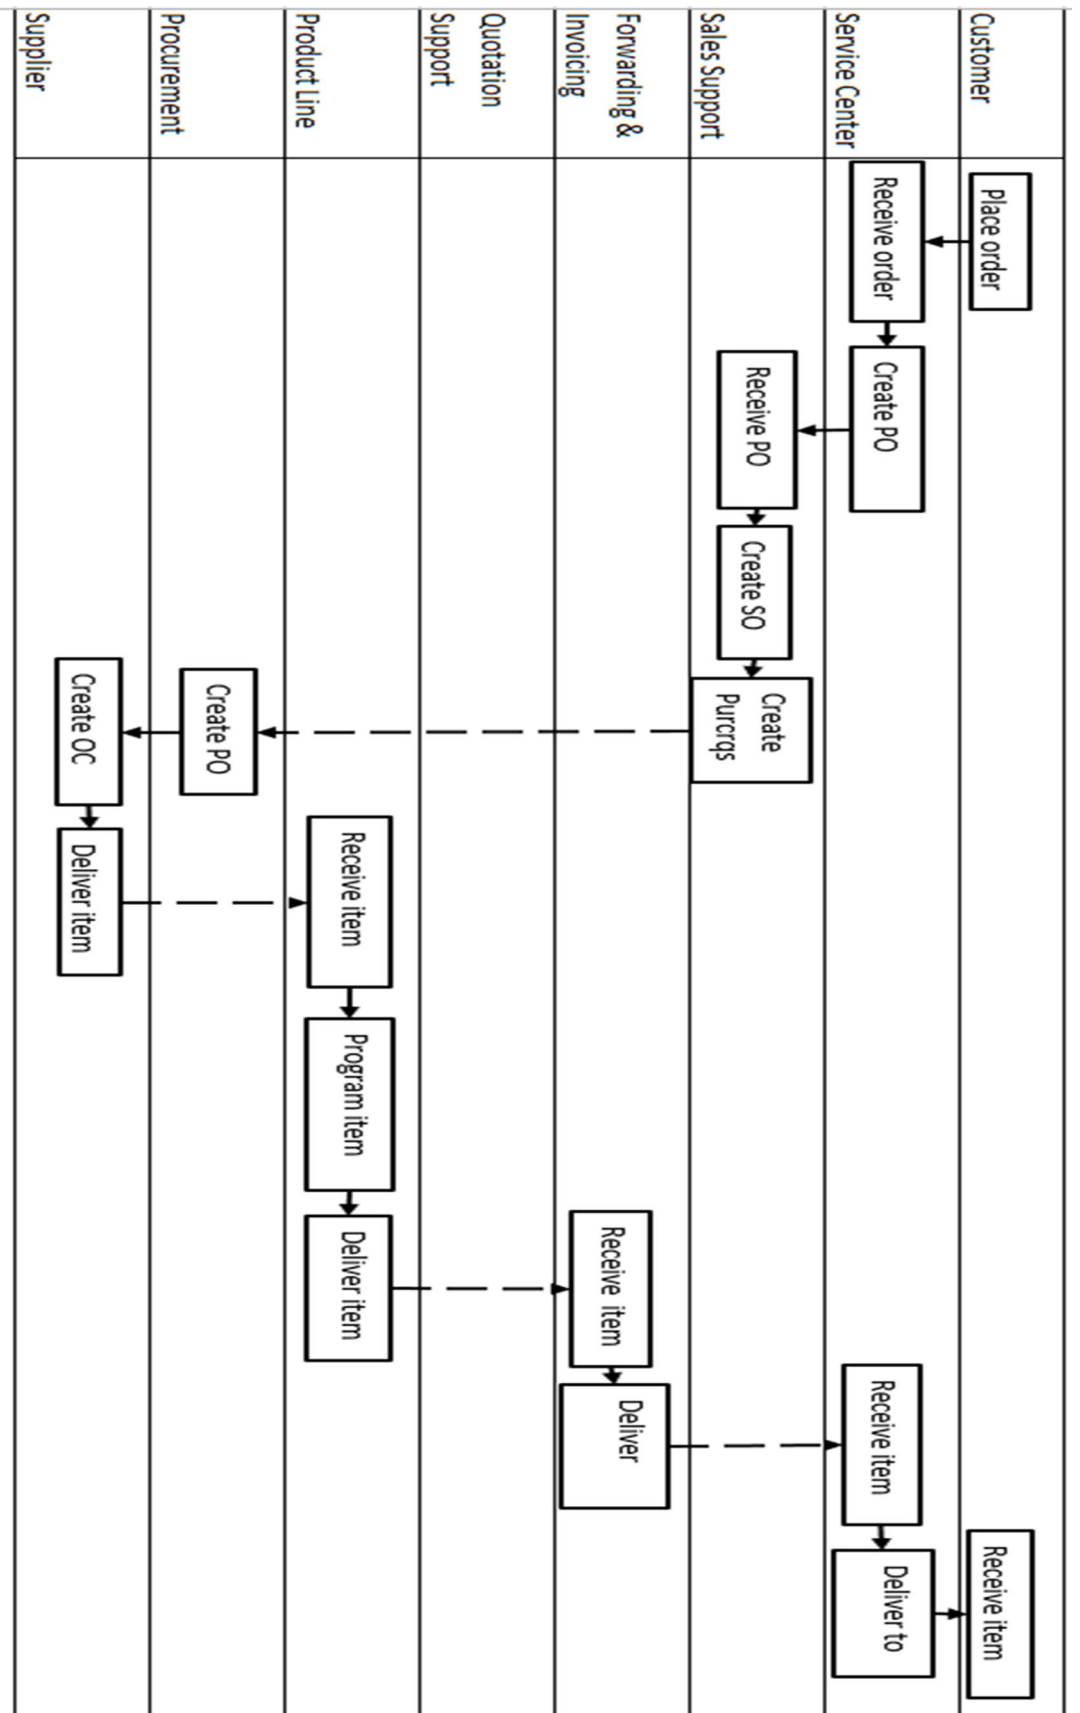 Customer
Place order
Receive item
Service Center
Receive order
Create PO
Receive item
Deliver to
Sales Support
Receive PO
Create SO
Create
Purcrqs
Forwarding &
Invoicing
Receive item
Deliver
Quotation
Support
Product Line
Receive item
Program item
Deliver item
Procurement
Create PO
Supplier
Create OC
Deliver item